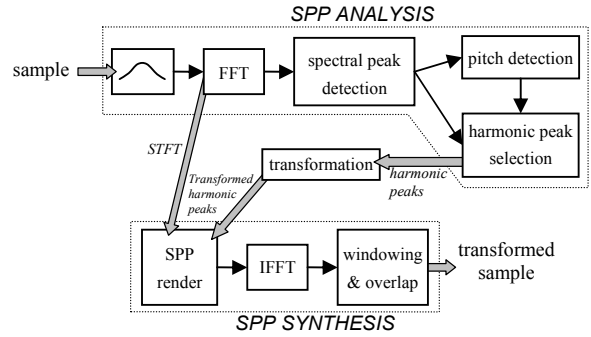 SPP ANALYSIS
sample
FFT
spectral peak
detection
pitch detection
harmonic peak
selection
STFT
Transformed
harmonic
peaks
transformation
harmonic
peaks
SPP
render
IFFT
windowing
& overlap
transformed
sample
SPP SYNTHESIS